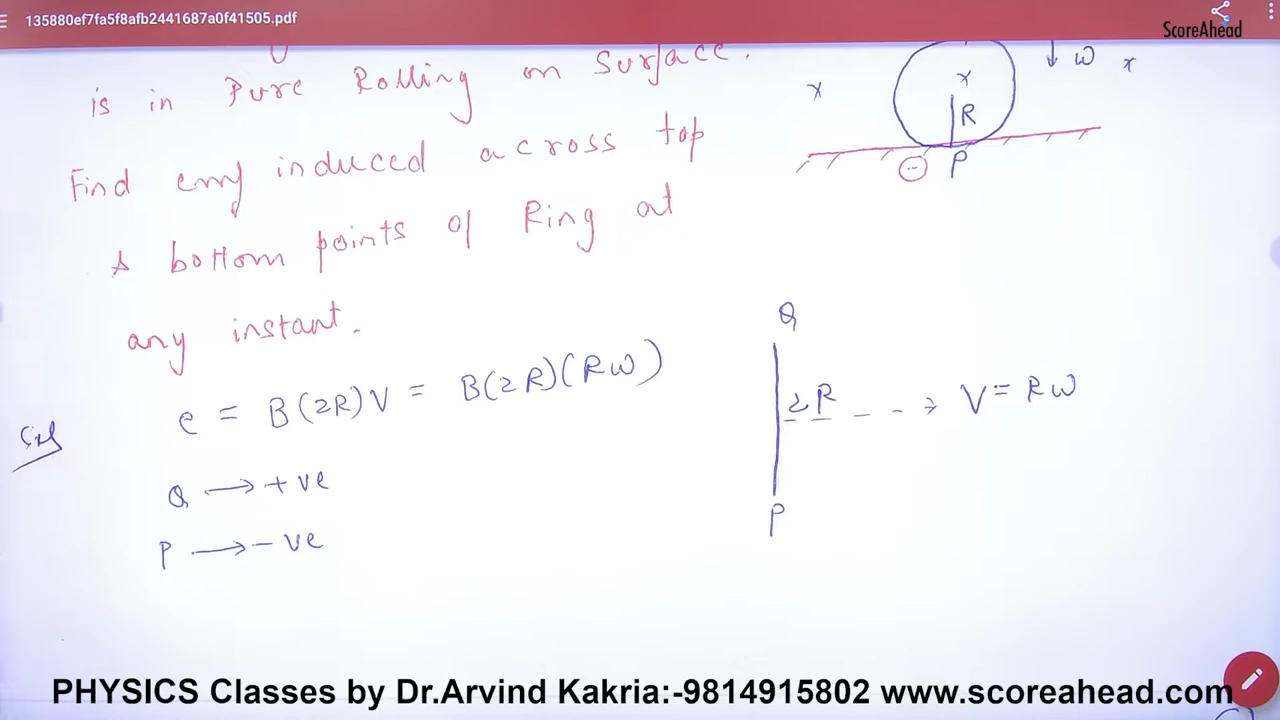 135880ef7fa5f8afb2441687a0f41505.pdf
ScoreAhead
is in Pure Rolling on Surface.
Find emf induced across top
& bottom points of Ring at
any instant.
x x ω x
R
P
e = B(2R)V = B(2R)(Rω)
Q → +ve
P → -ve
Sol
Q
2R --→ V = Rω
P
PHYSICS Classes by Dr.Arvind Kakria:-9814915802 www.scoreahead.com